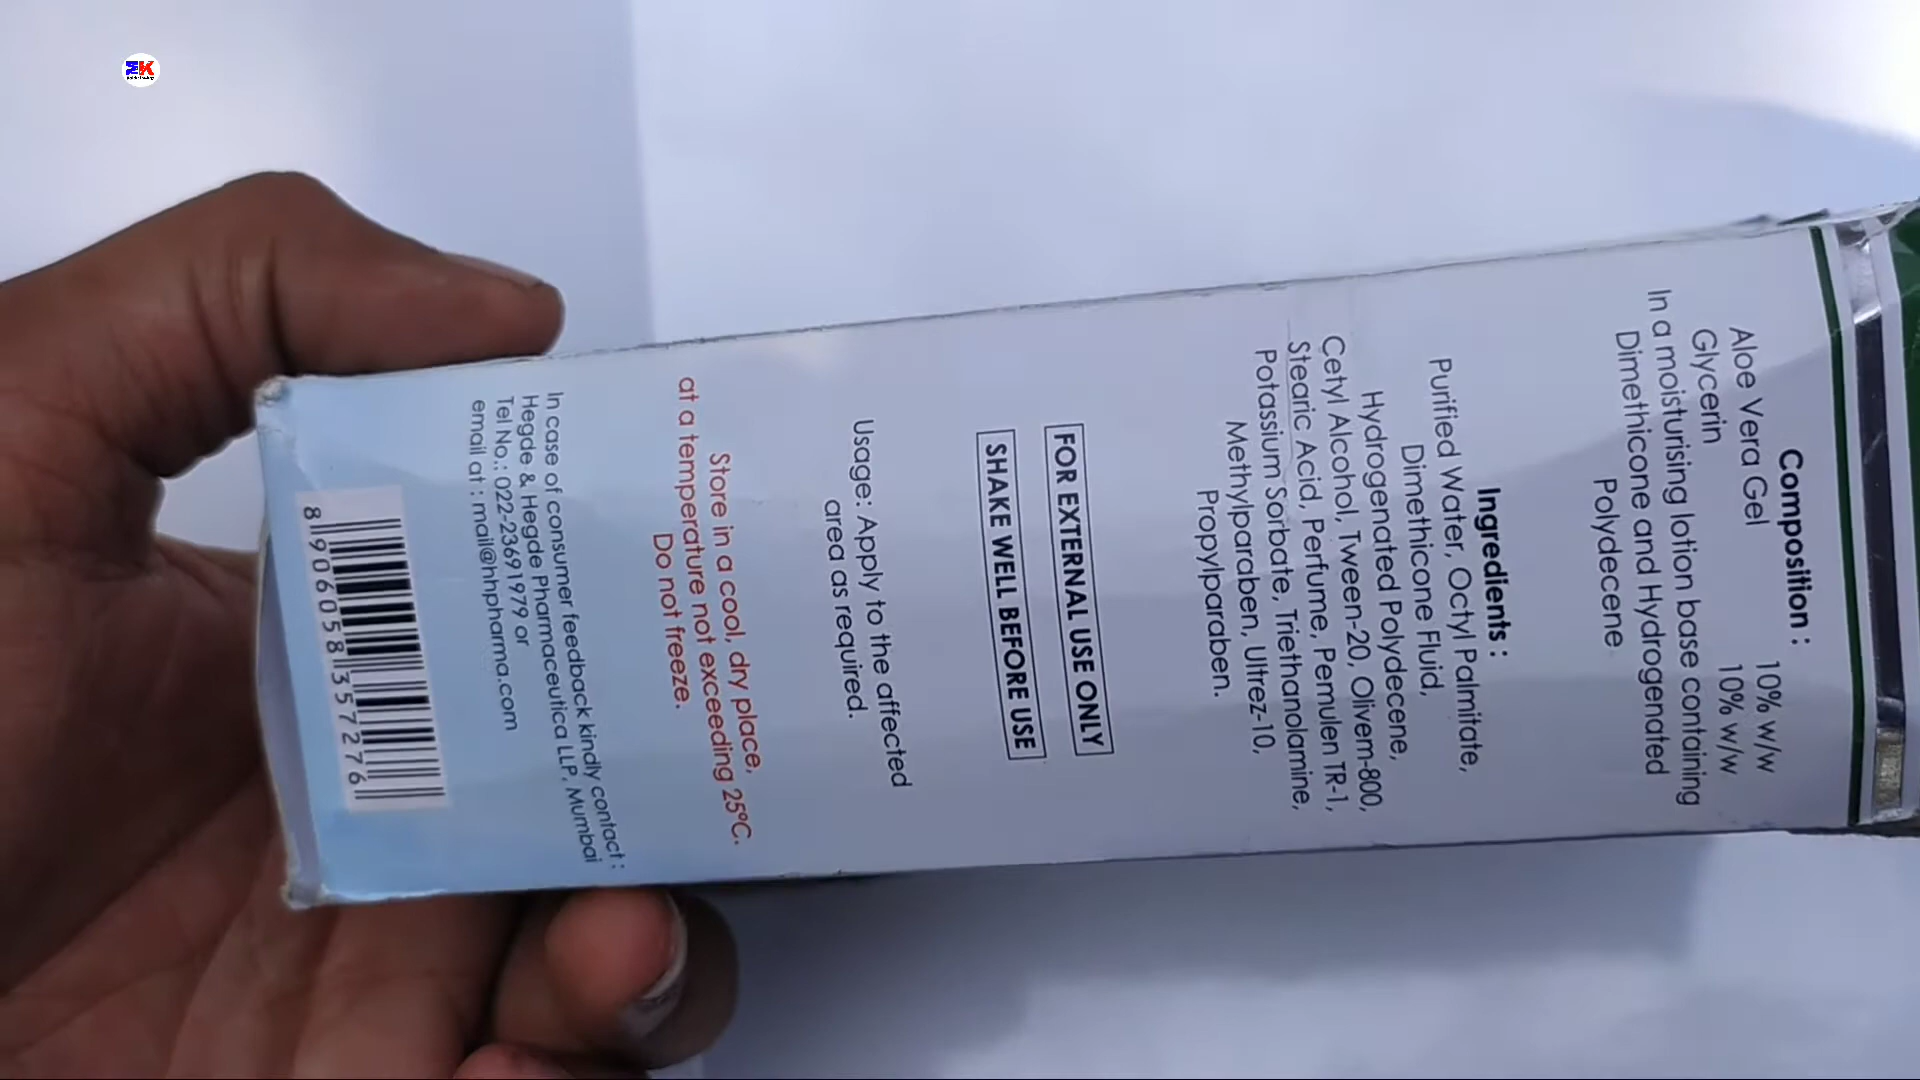 Composition :
Aloe Vera Gel 10% w/w
Glycerin 10% w/w
In a moisturising lotion base containing
Dimethicone and Hydrogenated
Polydecene
Ingredients :
Purified Water, Octyl Palmitate,
Dimethicone Fluid,
Hydrogenated Polydecene,
Cetyl Alcohol, Tween-20, Olivem-800,
Stearic Acid, Perfume, Pemulen TR-1,
Potassium Sorbate, Triethanolamine,
Methylparaben, Ultrez-10,
Propylparaben.
FOR EXTERNAL USE ONLY
SHAKE WELL BEFORE USE
Usage: Apply to the affected
area as required.
Store in a cool, dry place,
at a temperature not exceeding 25°C.
Do not freeze.
In case of consumer feedback kindly contact :
Hegde & Hegde Pharmaceutica LLP, Mumbai
Tel No.: 022-23691979 or
email at : mail@hhpharma.com
8 906058 357276
MK